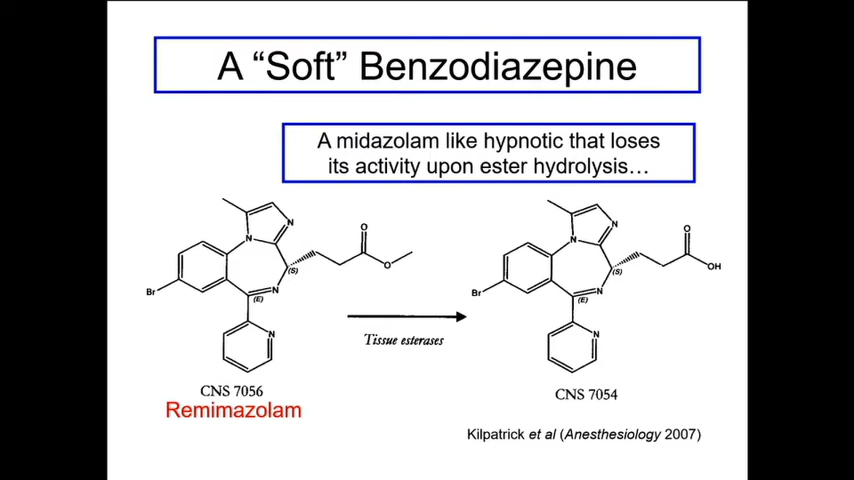 A “Soft” Benzodiazepine
A midazolam like hypnotic that loses
its activity upon ester hydrolysis…
N
N
O
O
(S)
Br
N
(E)
N
CNS 7056
Remimazolam
Tissue esterases
N
N
O
OH
(S)
Br
N
(E)
N
CNS 7054
Kilpatrick et al (Anesthesiology 2007)